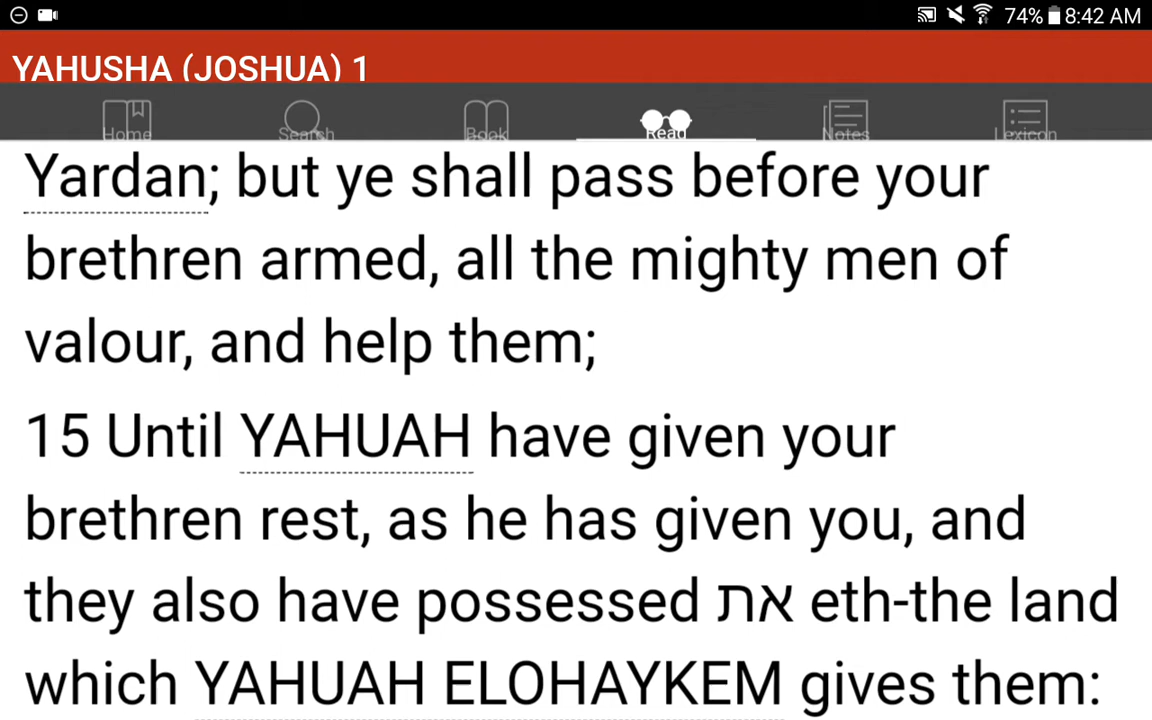 74% 8:42 AM
YAHUSHA (JOSHUA) 1
Home Search Book Read Notes Lexicon
Yardan; but ye shall pass before your
brethren armed, all the mighty men of
valour, and help them;
15 Until YAHUAH have given your
brethren rest, as he has given you, and
they also have possessed את eth-the land
which YAHUAH ELOHAYKEM gives them: